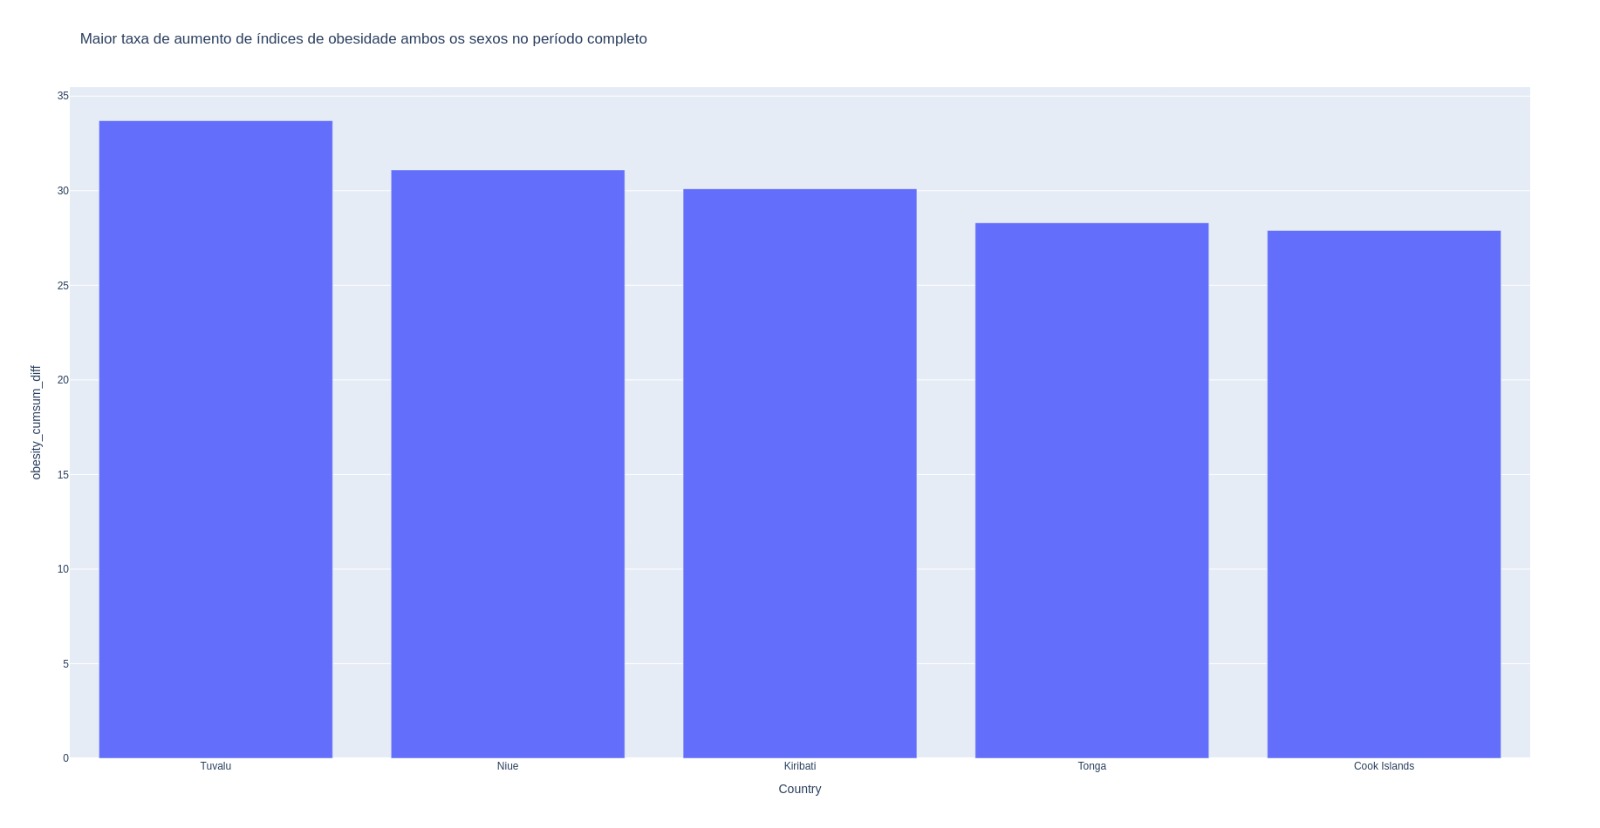 Maior taxa de aumento de índices de obesidade ambos os sexos no período completo
35
30
25
20
15
10
5
0
obesity_cumsum_diff
Tuvalu Niue Kiribati Tonga Cook Islands
Country